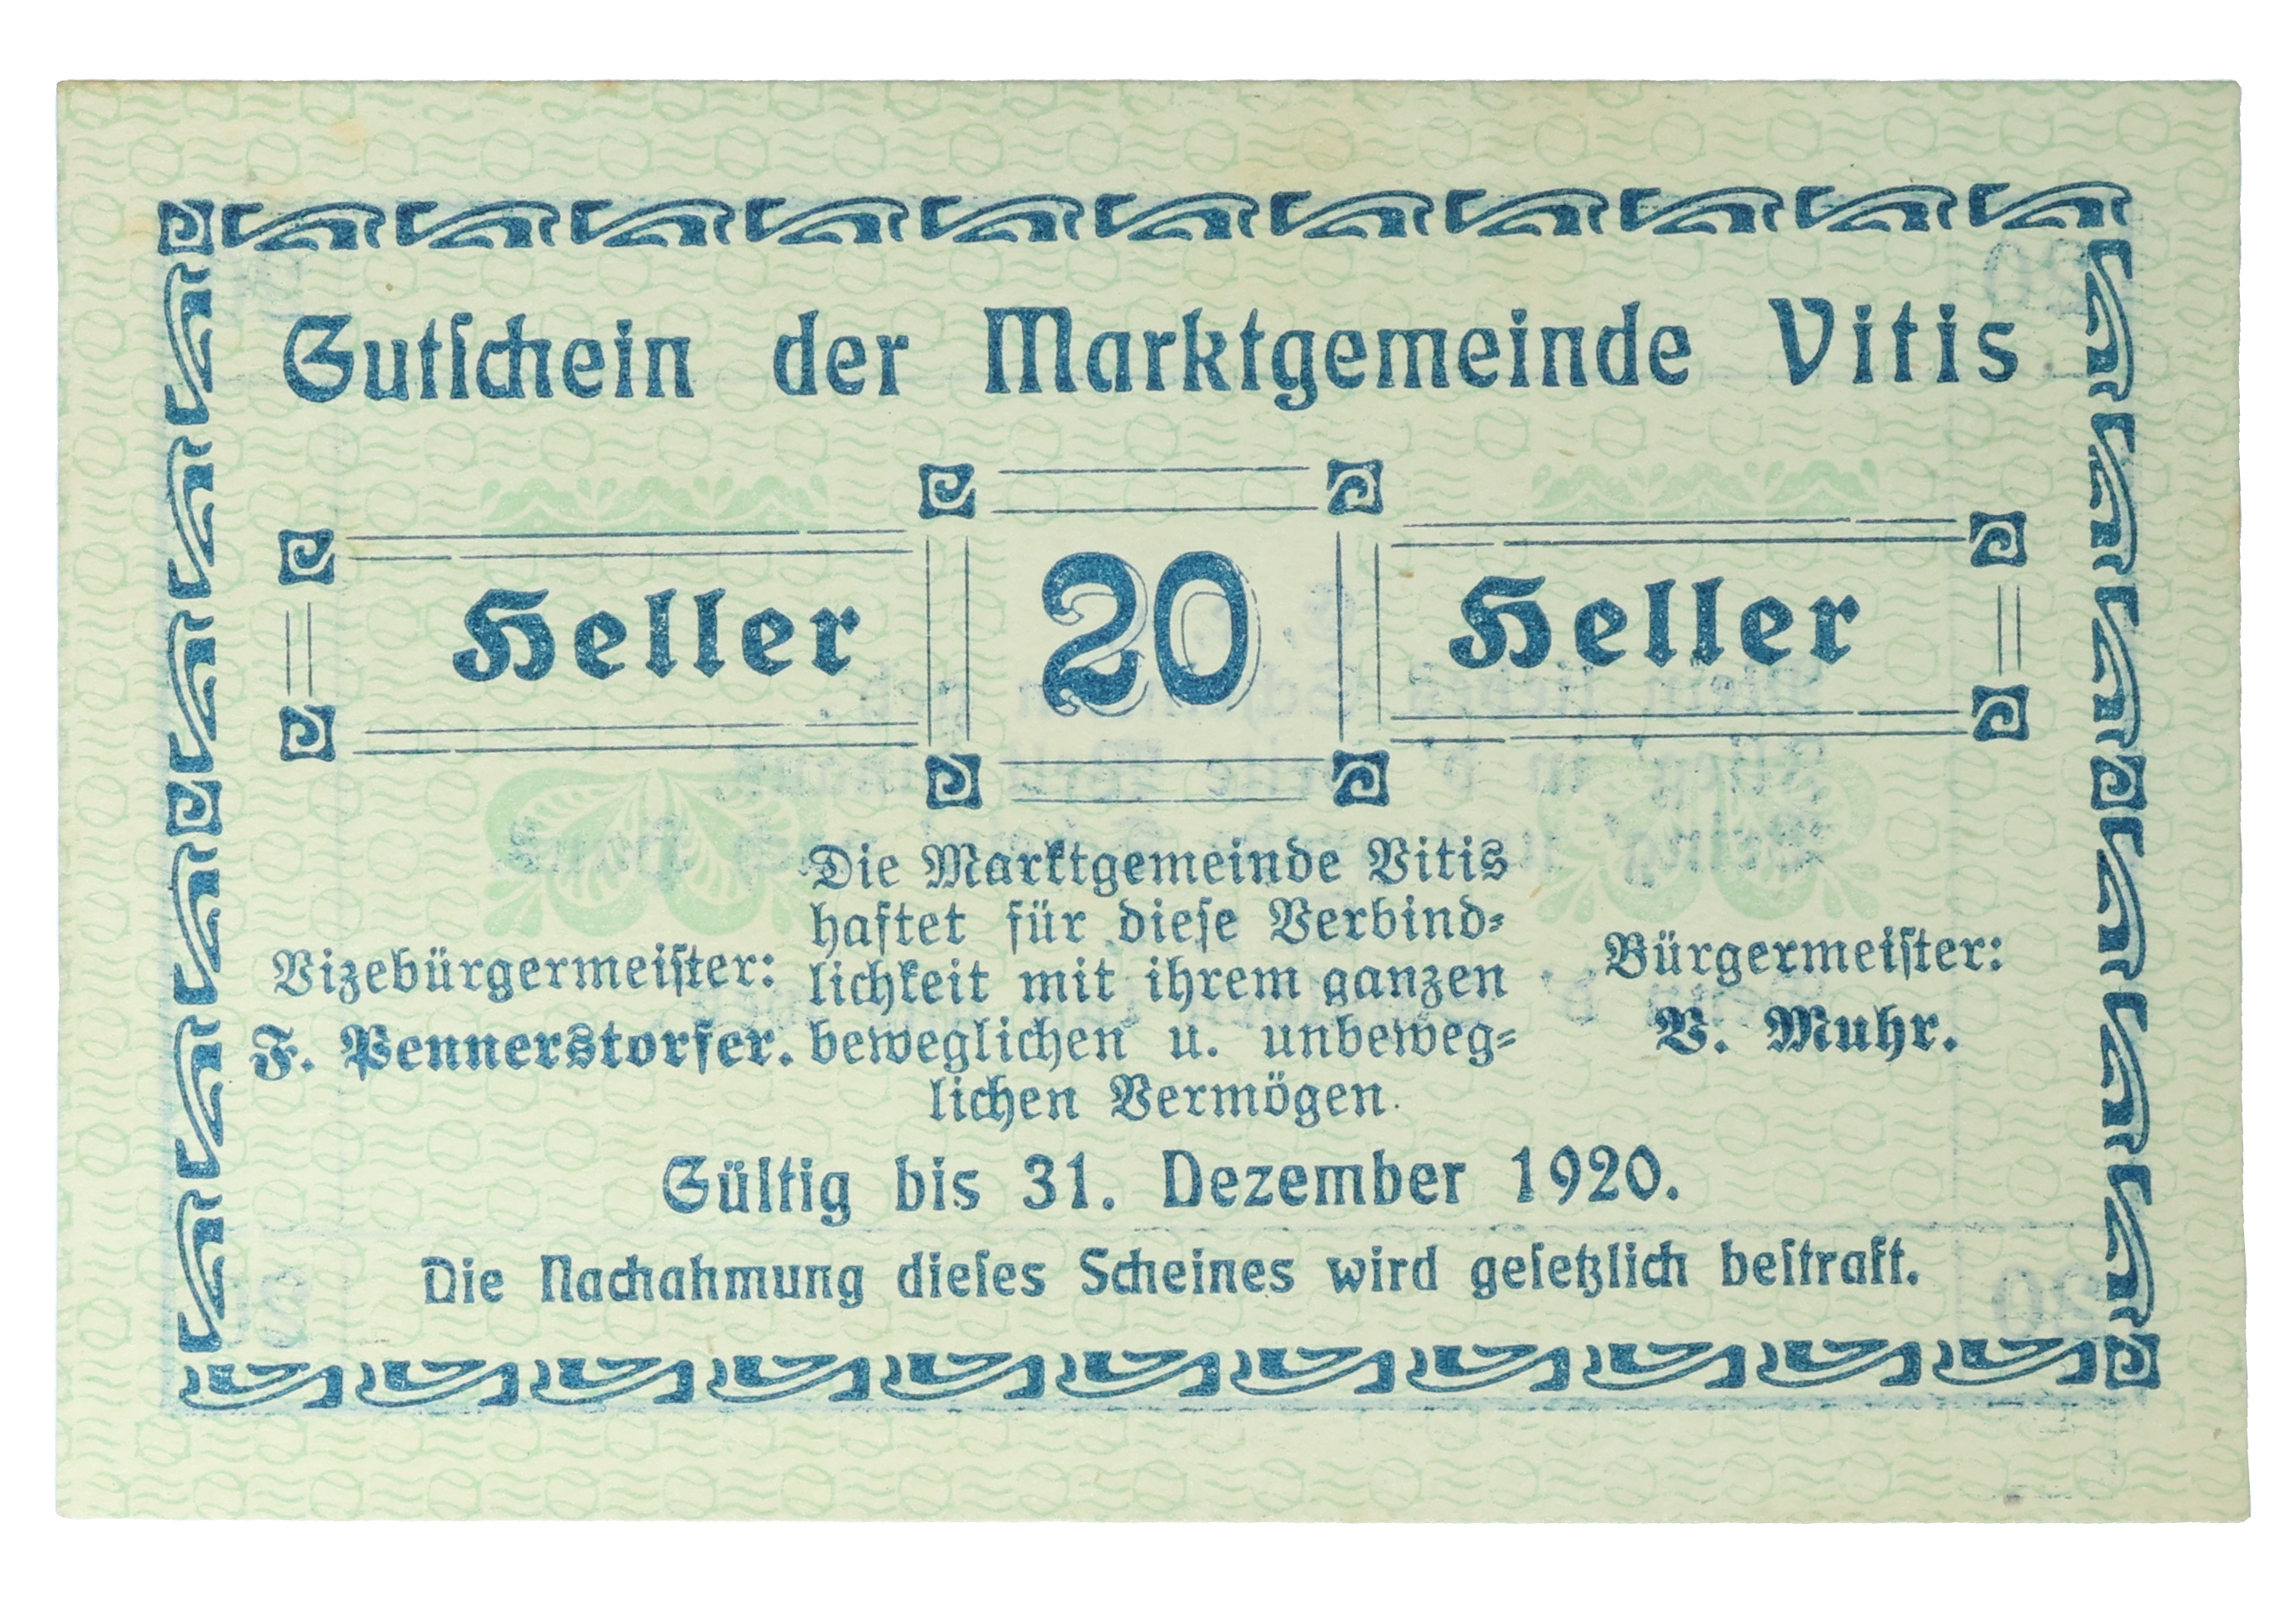 Gutschein der Marktgemeinde Vitis
Heller 20 Heller
Die Marktgemeinde Vitis
haftet für diese Verbind-
lichkeit mit ihrem ganzen
beweglichen u. unbeweg-
lichen Vermögen.
Vizebürgermeister:
F. Pennerstorfer.
Bürgermeister:
V. Muhr.
Gültig bis 31. Dezember 1920.
Die Nachahmung dieses Scheines wird gesetzlich bestraft.